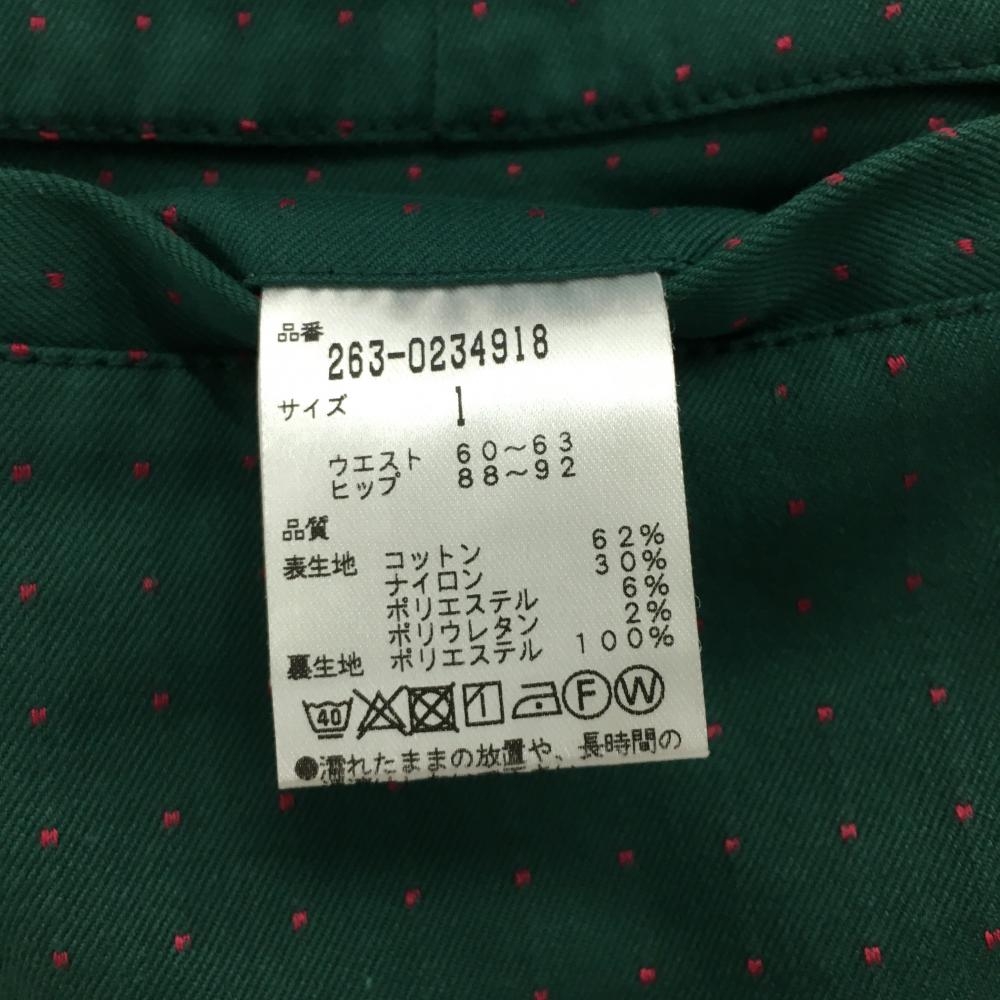 品番
263-0234918
サイズ 1
ウエスト 60～63
ヒップ 88～92
品質
表生地 コットン 62%
ナイロン 30%
ポリエステル 6%
ポリウレタン 2%
裏生地 ポリエステル 100%
40 1 F W
●濡れたままの放置や、長時間の